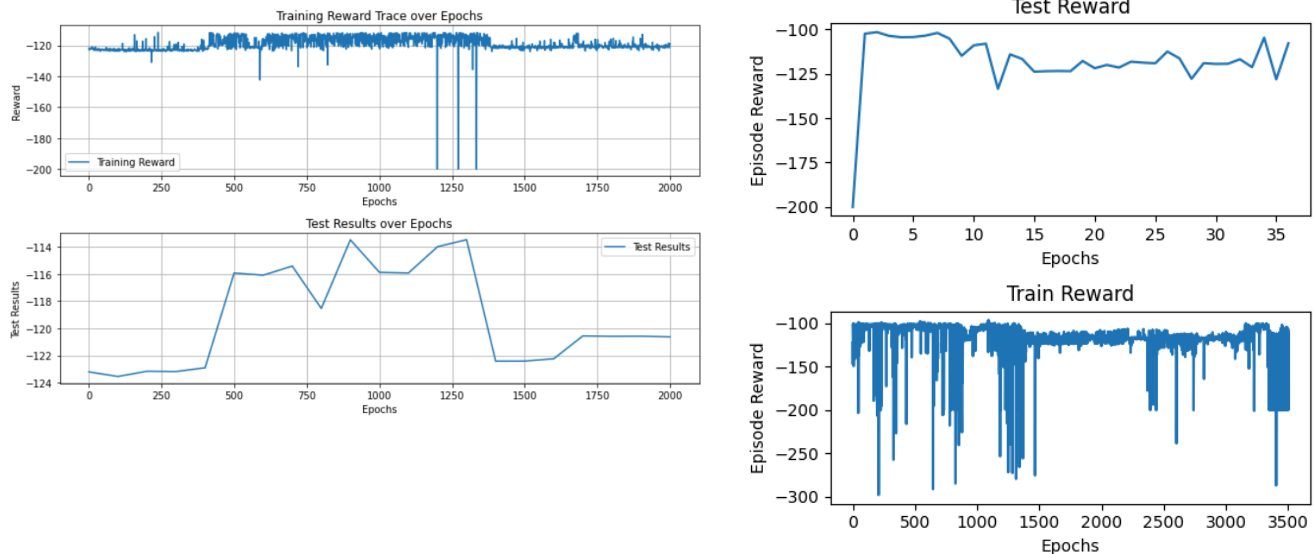 Training Reward Trace over Epochs
−120
−140
−160
−180
−200
Reward
Training Reward
0 250 500 750 1000 1250 1500 1750 2000
Epochs
Test Results over Epochs
−114
−116
−118
−120
−122
−124
Test Results
Test Results
0 250 500 750 1000 1250 1500 1750 2000
Epochs
Test Reward
−100
−125
−150
−175
−200
Episode Reward
0 5 10 15 20 25 30 35
Epochs
Train Reward
−100
−150
−200
−250
−300
Episode Reward
0 500 1000 1500 2000 2500 3000 3500
Epochs